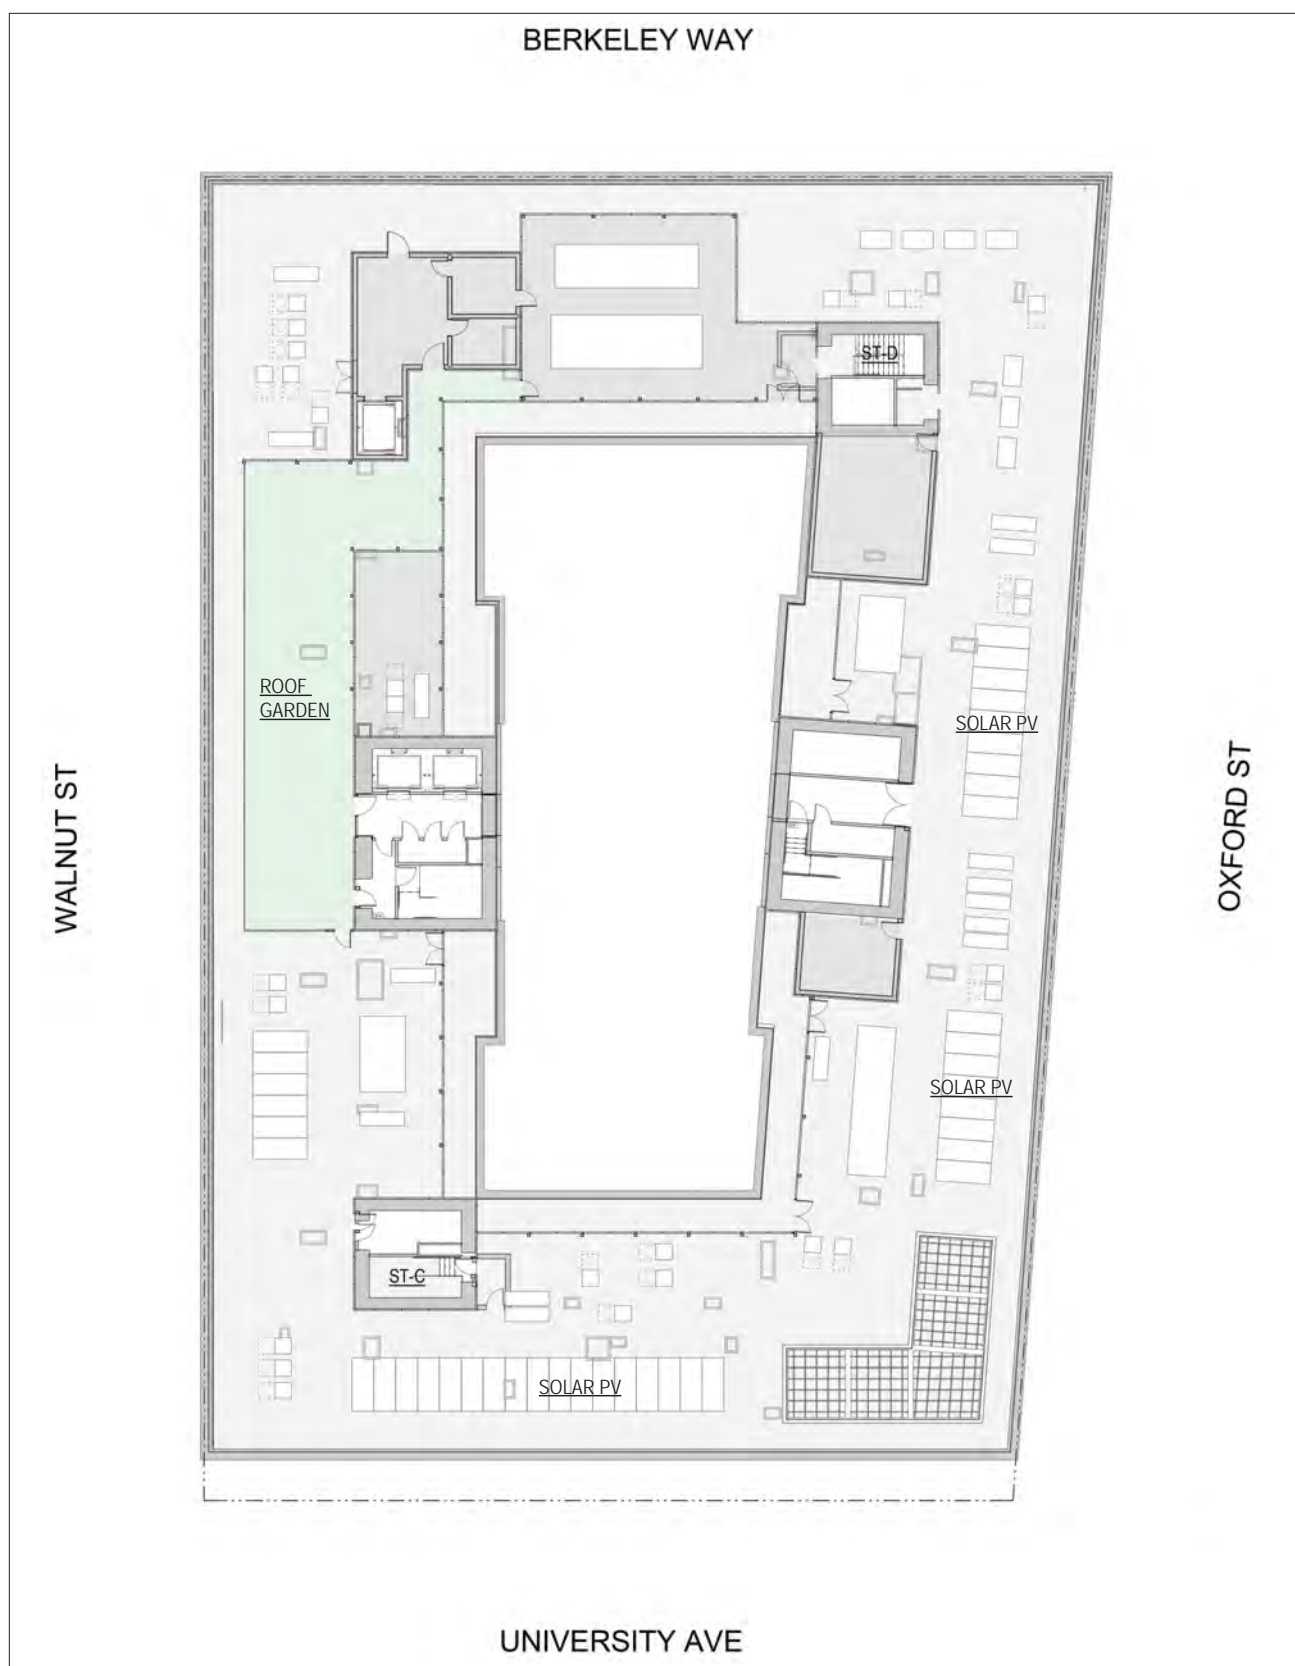 BERKELEY WAY
ST-D
ROOF
GARDEN
SOLAR PV
WALNUT ST
OXFORD ST
SOLAR PV
ST-C
SOLAR PV
UNIVERSITY AVE